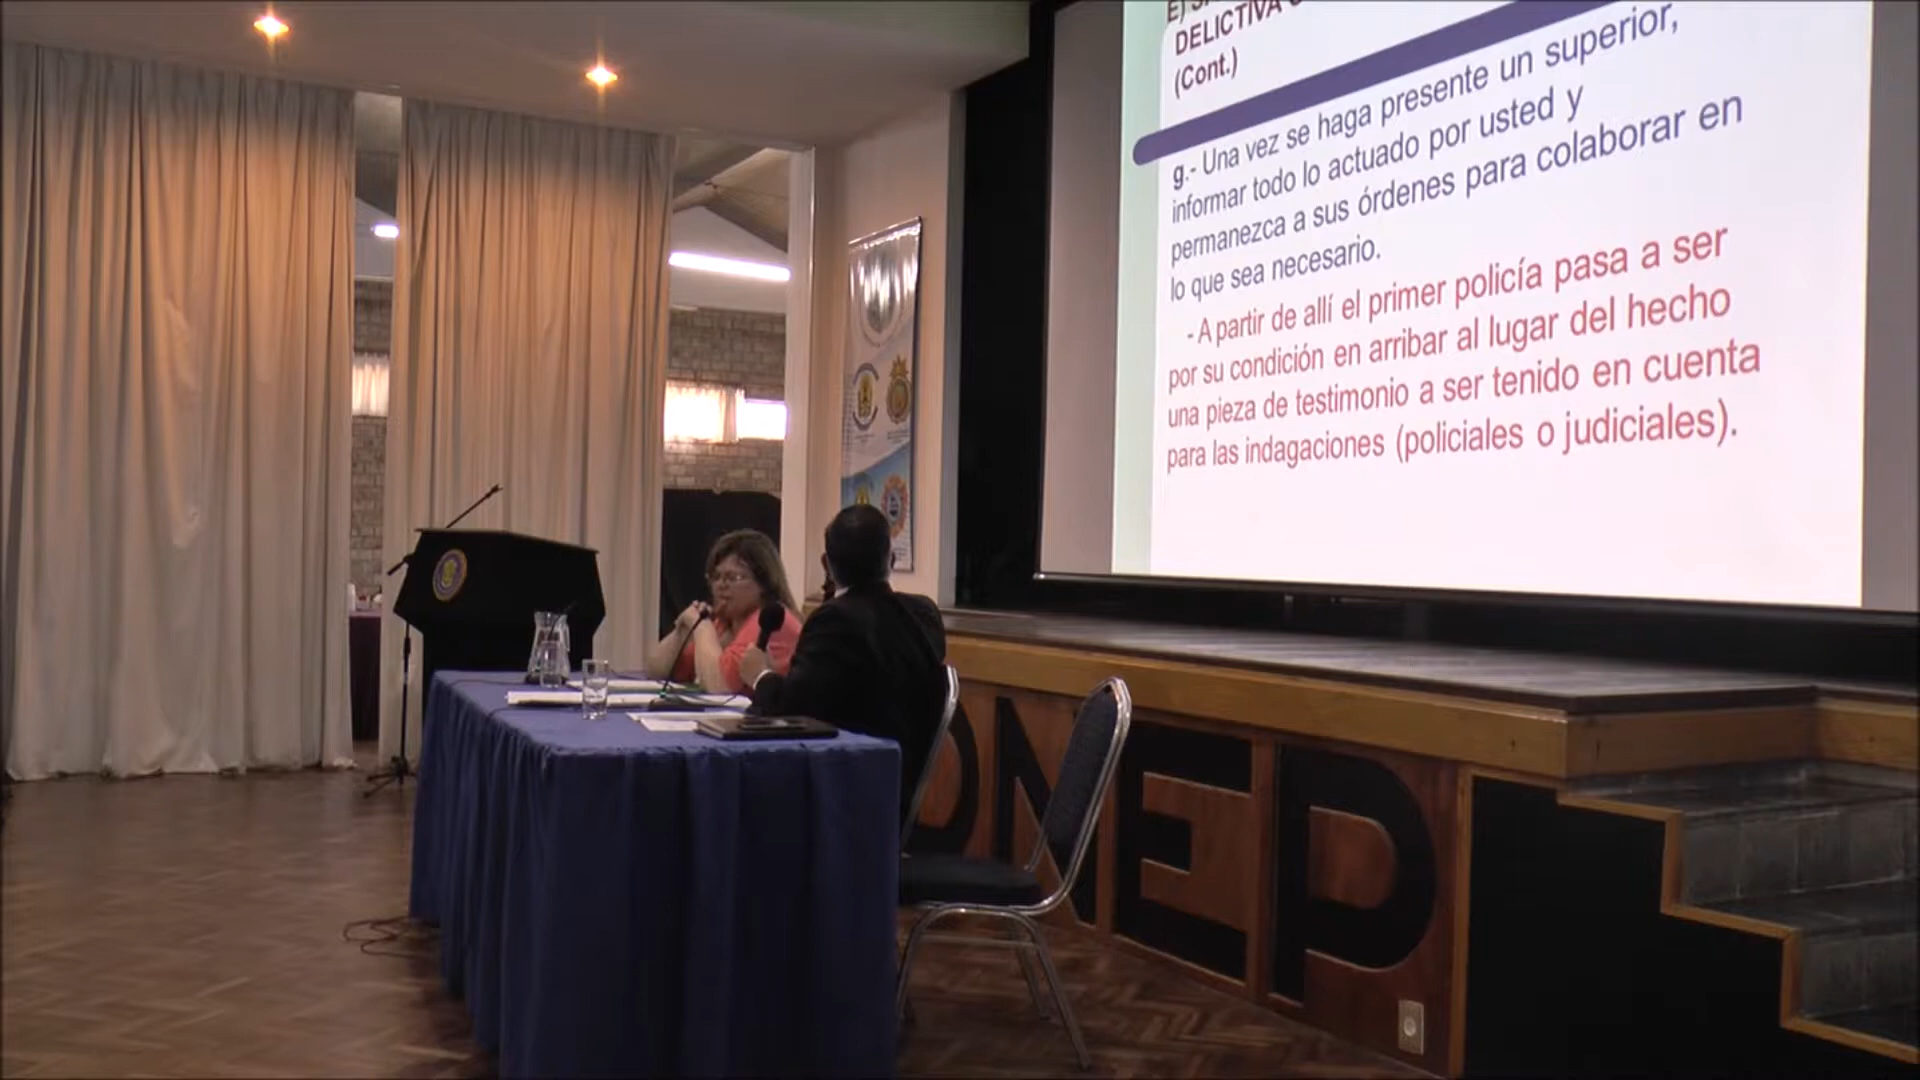 DELICTIVA
(Cont.)
g.- Una vez se haga presente un superior,
informar todo lo actuado por usted y
permanezca a sus órdenes para colaborar en
lo que sea necesario.
- A partir de allí el primer policía pasa a ser
por su condición en arribar al lugar del hecho
una pieza de testimonio a ser tenido en cuenta
para las indagaciones (policiales o judiciales).
ONEP